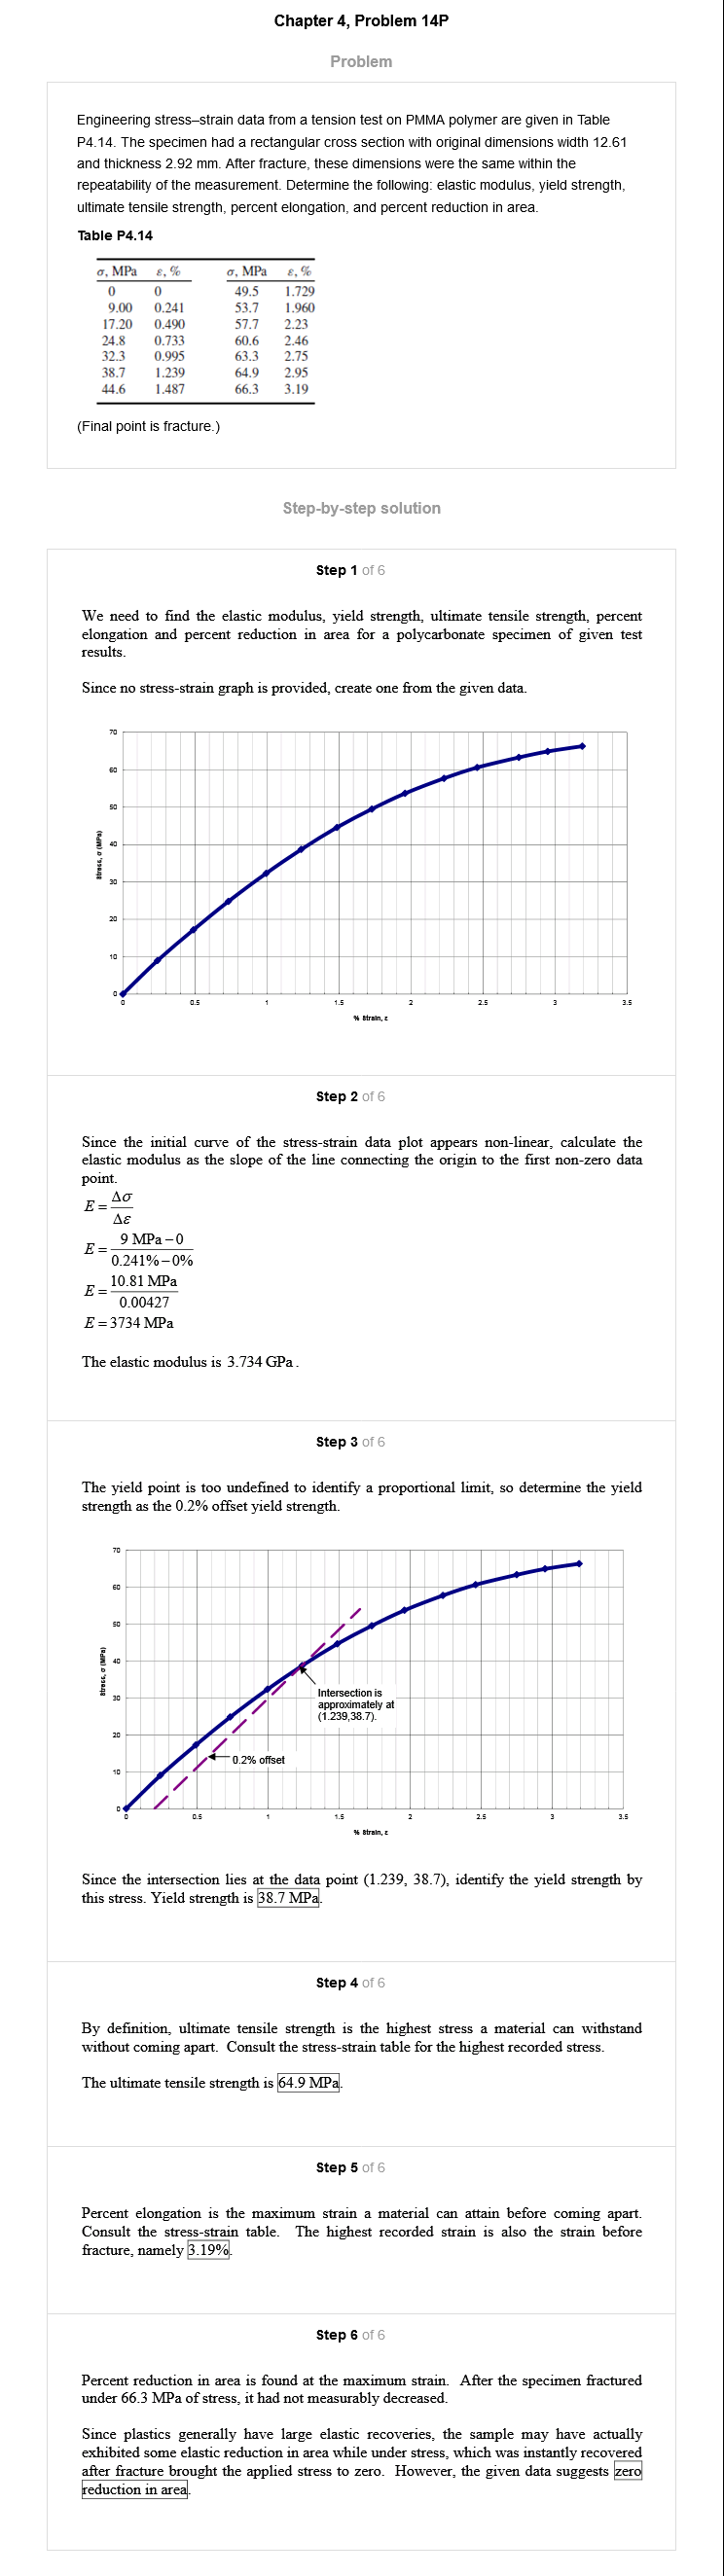 Chapter 4, Problem 14P
Problem
Engineering stress–strain data from a tension test on PMMA polymer are given in Table
P4.14. The specimen had a rectangular cross section with original dimensions width 12.61
and thickness 2.92 mm. After fracture, these dimensions were the same within the
repeatability of the measurement. Determine the following: elastic modulus, yield strength,
ultimate tensile strength, percent elongation, and percent reduction in area.
Table P4.14
σ, MPa ε, % σ, MPa ε, %
0 0 49.5 1.729
9.00 0.241 53.7 1.960
17.20 0.490 57.7 2.23
24.8 0.733 60.6 2.46
32.3 0.995 63.3 2.75
38.7 1.239 64.9 2.95
44.6 1.487 66.3 3.19
(Final point is fracture.)
Step-by-step solution
Step 1 of 6
We need to find the elastic modulus, yield strength, ultimate tensile strength, percent
elongation and percent reduction in area for a polycarbonate specimen of given test
results.
Since no stress-strain graph is provided, create one from the given data.
70
60
50
40
30
20
10
0
Stress, σ (MPa)
0 0.5 1 1.5 2 2.5 3 3.5
% Strain, ε
Step 2 of 6
Since the initial curve of the stress-strain data plot appears non-linear, calculate the
elastic modulus as the slope of the line connecting the origin to the first non-zero data
point.
E = Δσ / Δε
E = 9 MPa − 0 / 0.241% − 0%
E = 10.81 MPa / 0.00427
E = 3734 MPa
The elastic modulus is 3.734 GPa.
Step 3 of 6
The yield point is too undefined to identify a proportional limit, so determine the yield
strength as the 0.2% offset yield strength.
70
60
50
40
30
20
10
0
Stress, σ (MPa)
Intersection is
approximately at
(1.239,38.7).
0.2% offset
0 0.5 1 1.5 2 2.5 3 3.5
% Strain, ε
Since the intersection lies at the data point (1.239, 38.7), identify the yield strength by
this stress. Yield strength is 38.7 MPa.
Step 4 of 6
By definition, ultimate tensile strength is the highest stress a material can withstand
without coming apart. Consult the stress-strain table for the highest recorded stress.
The ultimate tensile strength is 64.9 MPa.
Step 5 of 6
Percent elongation is the maximum strain a material can attain before coming apart.
Consult the stress-strain table. The highest recorded strain is also the strain before
fracture, namely 3.19%.
Step 6 of 6
Percent reduction in area is found at the maximum strain. After the specimen fractured
under 66.3 MPa of stress, it had not measurably decreased.
Since plastics generally have large elastic recoveries, the sample may have actually
exhibited some elastic reduction in area while under stress, which was instantly recovered
after fracture brought the applied stress to zero. However, the given data suggests zero
reduction in area.